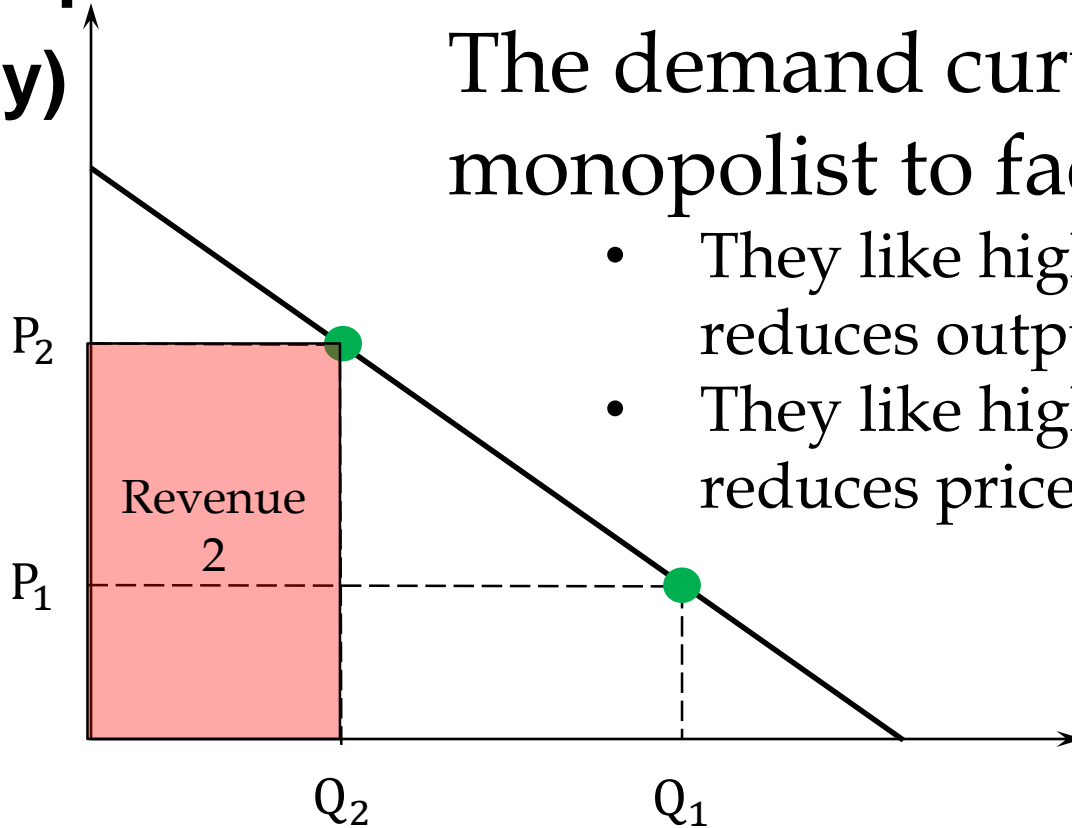 y)
The demand cur
monopolist to fac
• They like hig
reduces outp
• They like hig
reduces price
P₂
Revenue
2
P₁
Q₂
Q₁